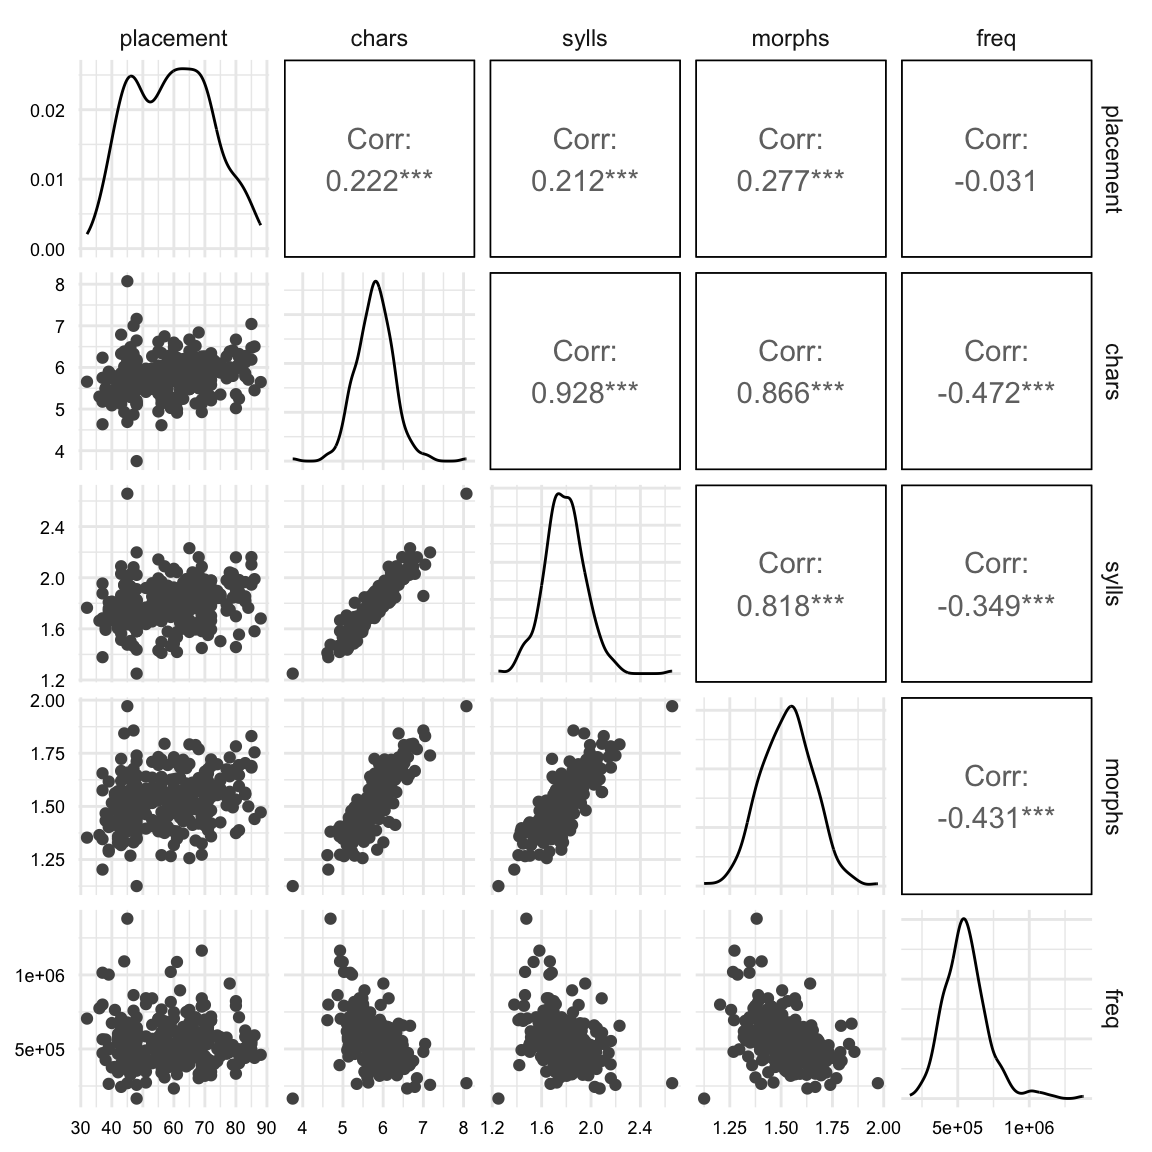 placement chars sylls morphs freq
0.02
0.01
0.00
Corr:
0.222***
Corr:
0.212***
Corr:
0.277***
Corr:
-0.031
placement
8
7
6
5
4
Corr:
0.928***
Corr:
0.866***
Corr:
-0.472***
chars
2.4
2.0
1.6
1.2
Corr:
0.818***
Corr:
-0.349***
sylls
2.00
1.75
1.50
1.25
Corr:
-0.431***
morphs
1e+06
5e+05
freq
30 40 50 60 70 80 90 4 5 6 7 8 1.2 1.6 2.0 2.4 1.25 1.50 1.75 2.00 5e+05 1e+06